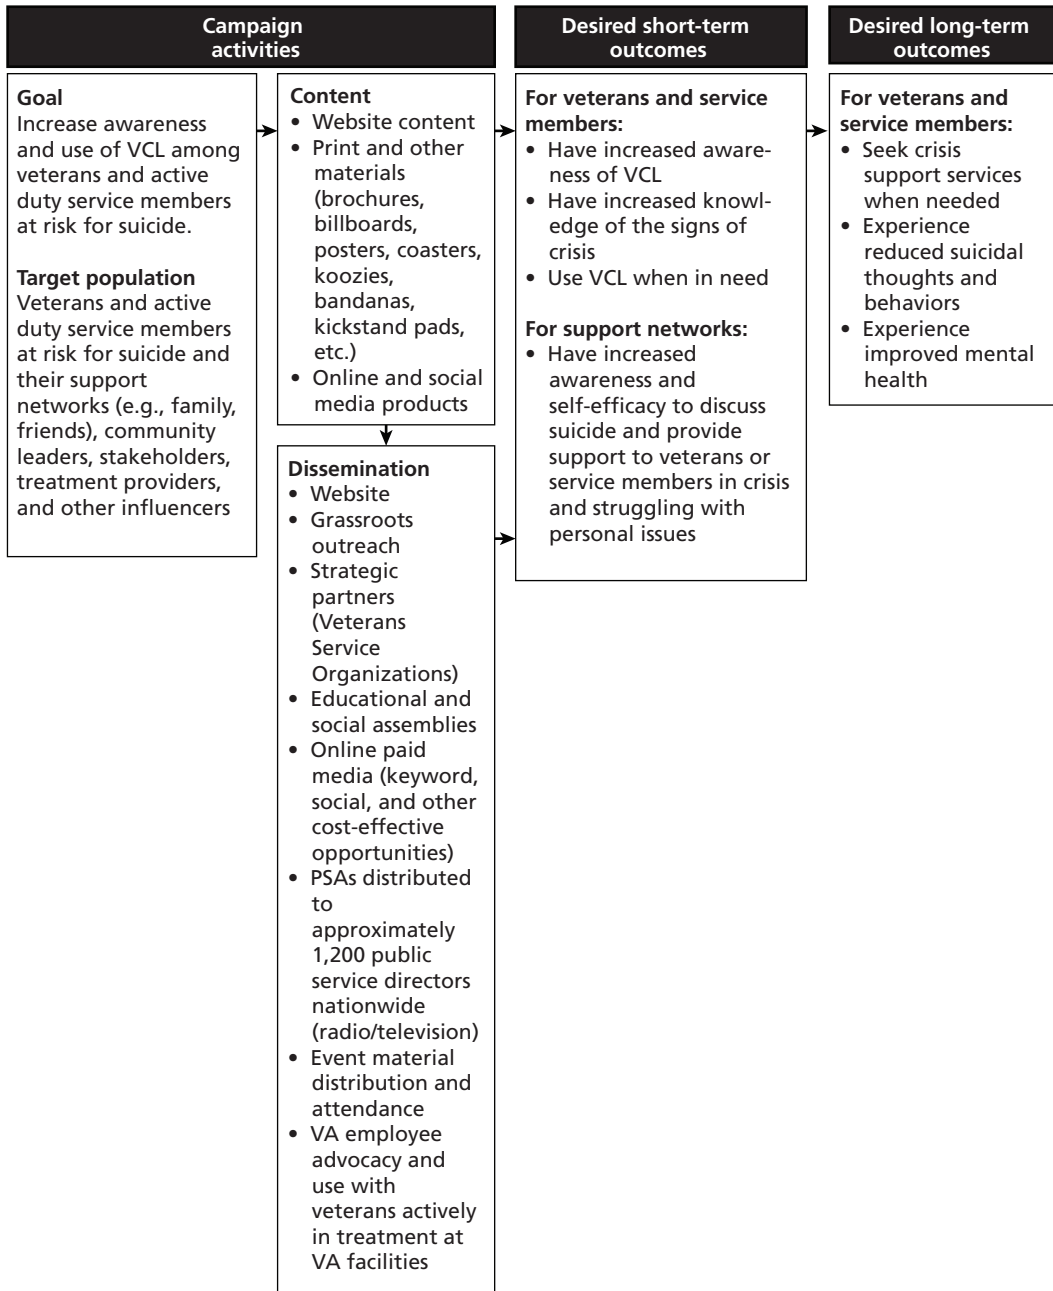 Campaign
activities
Desired short-term
outcomes
Desired long-term
outcomes
Goal
Increase awareness
and use of VCL among
veterans and active
duty service members
at risk for suicide.
Target population
Veterans and active
duty service members
at risk for suicide and
their support
networks (e.g., family,
friends), community
leaders, stakeholders,
treatment providers,
and other influencers
Content
• Website content
• Print and other
materials
(brochures,
billboards,
posters, coasters,
koozies,
bandanas,
kickstand pads,
etc.)
• Online and social
media products
Dissemination
• Website
• Grassroots
outreach
• Strategic
partners
(Veterans
Service
Organizations)
• Educational and
social assemblies
• Online paid
media (keyword,
social, and other
cost-effective
opportunities)
• PSAs distributed
to
approximately
1,200 public
service directors
nationwide
(radio/television)
• Event material
distribution and
attendance
• VA employee
advocacy and
use with
veterans actively
in treatment at
VA facilities
For veterans and service
members:
• Have increased aware-
ness of VCL
• Have increased knowl-
edge of the signs of
crisis
• Use VCL when in need
For support networks:
• Have increased
awareness and
self-efficacy to discuss
suicide and provide
support to veterans or
service members in crisis
and struggling with
personal issues
For veterans and
service members:
• Seek crisis
support services
when needed
• Experience
reduced suicidal
thoughts and
behaviors
• Experience
improved mental
health